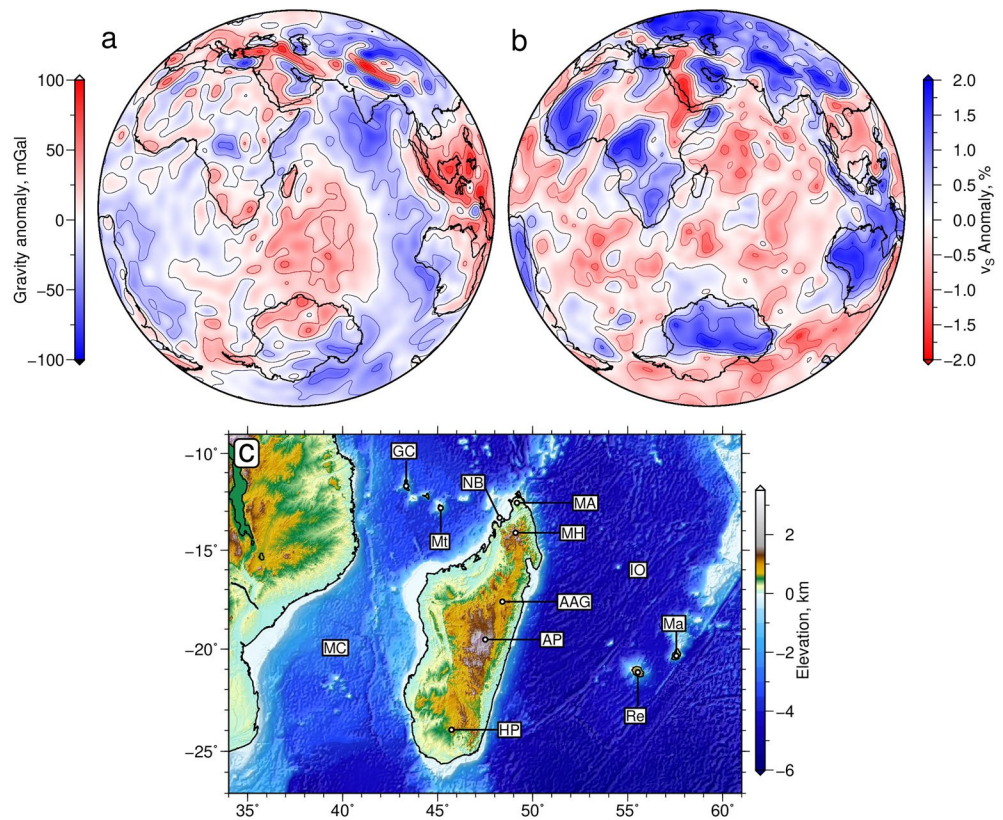 a
b
100
50
0
−50
−100
Gravity anomaly, mGal
2.0
1.5
1.0
0.5
0.0
−0.5
−1.0
−1.5
−2.0
vS Anomaly, %
c
−10˚
−15˚
−20˚
−25˚
GC
NB
MA
Mt
MH
IO
AAG
Ma
AP
MC
Re
HP
2
0
−2
−4
−6
Elevation, km
35˚ 40˚ 45˚ 50˚ 55˚ 60˚